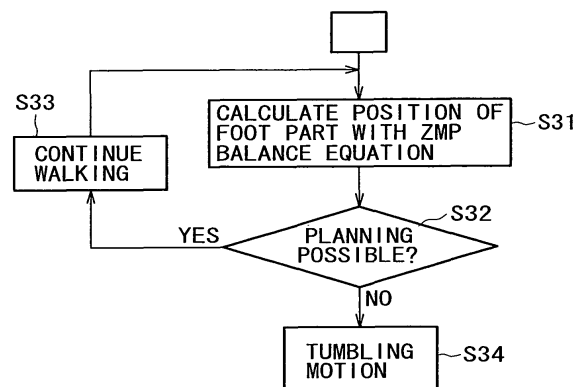 S33
CONTINUE
WALKING
CALCULATE POSITION OF
FOOT PART WITH ZMP
BALANCE EQUATION
S31
S32
PLANNING
POSSIBLE?
YES
NO
TUMBLING
MOTION
S34